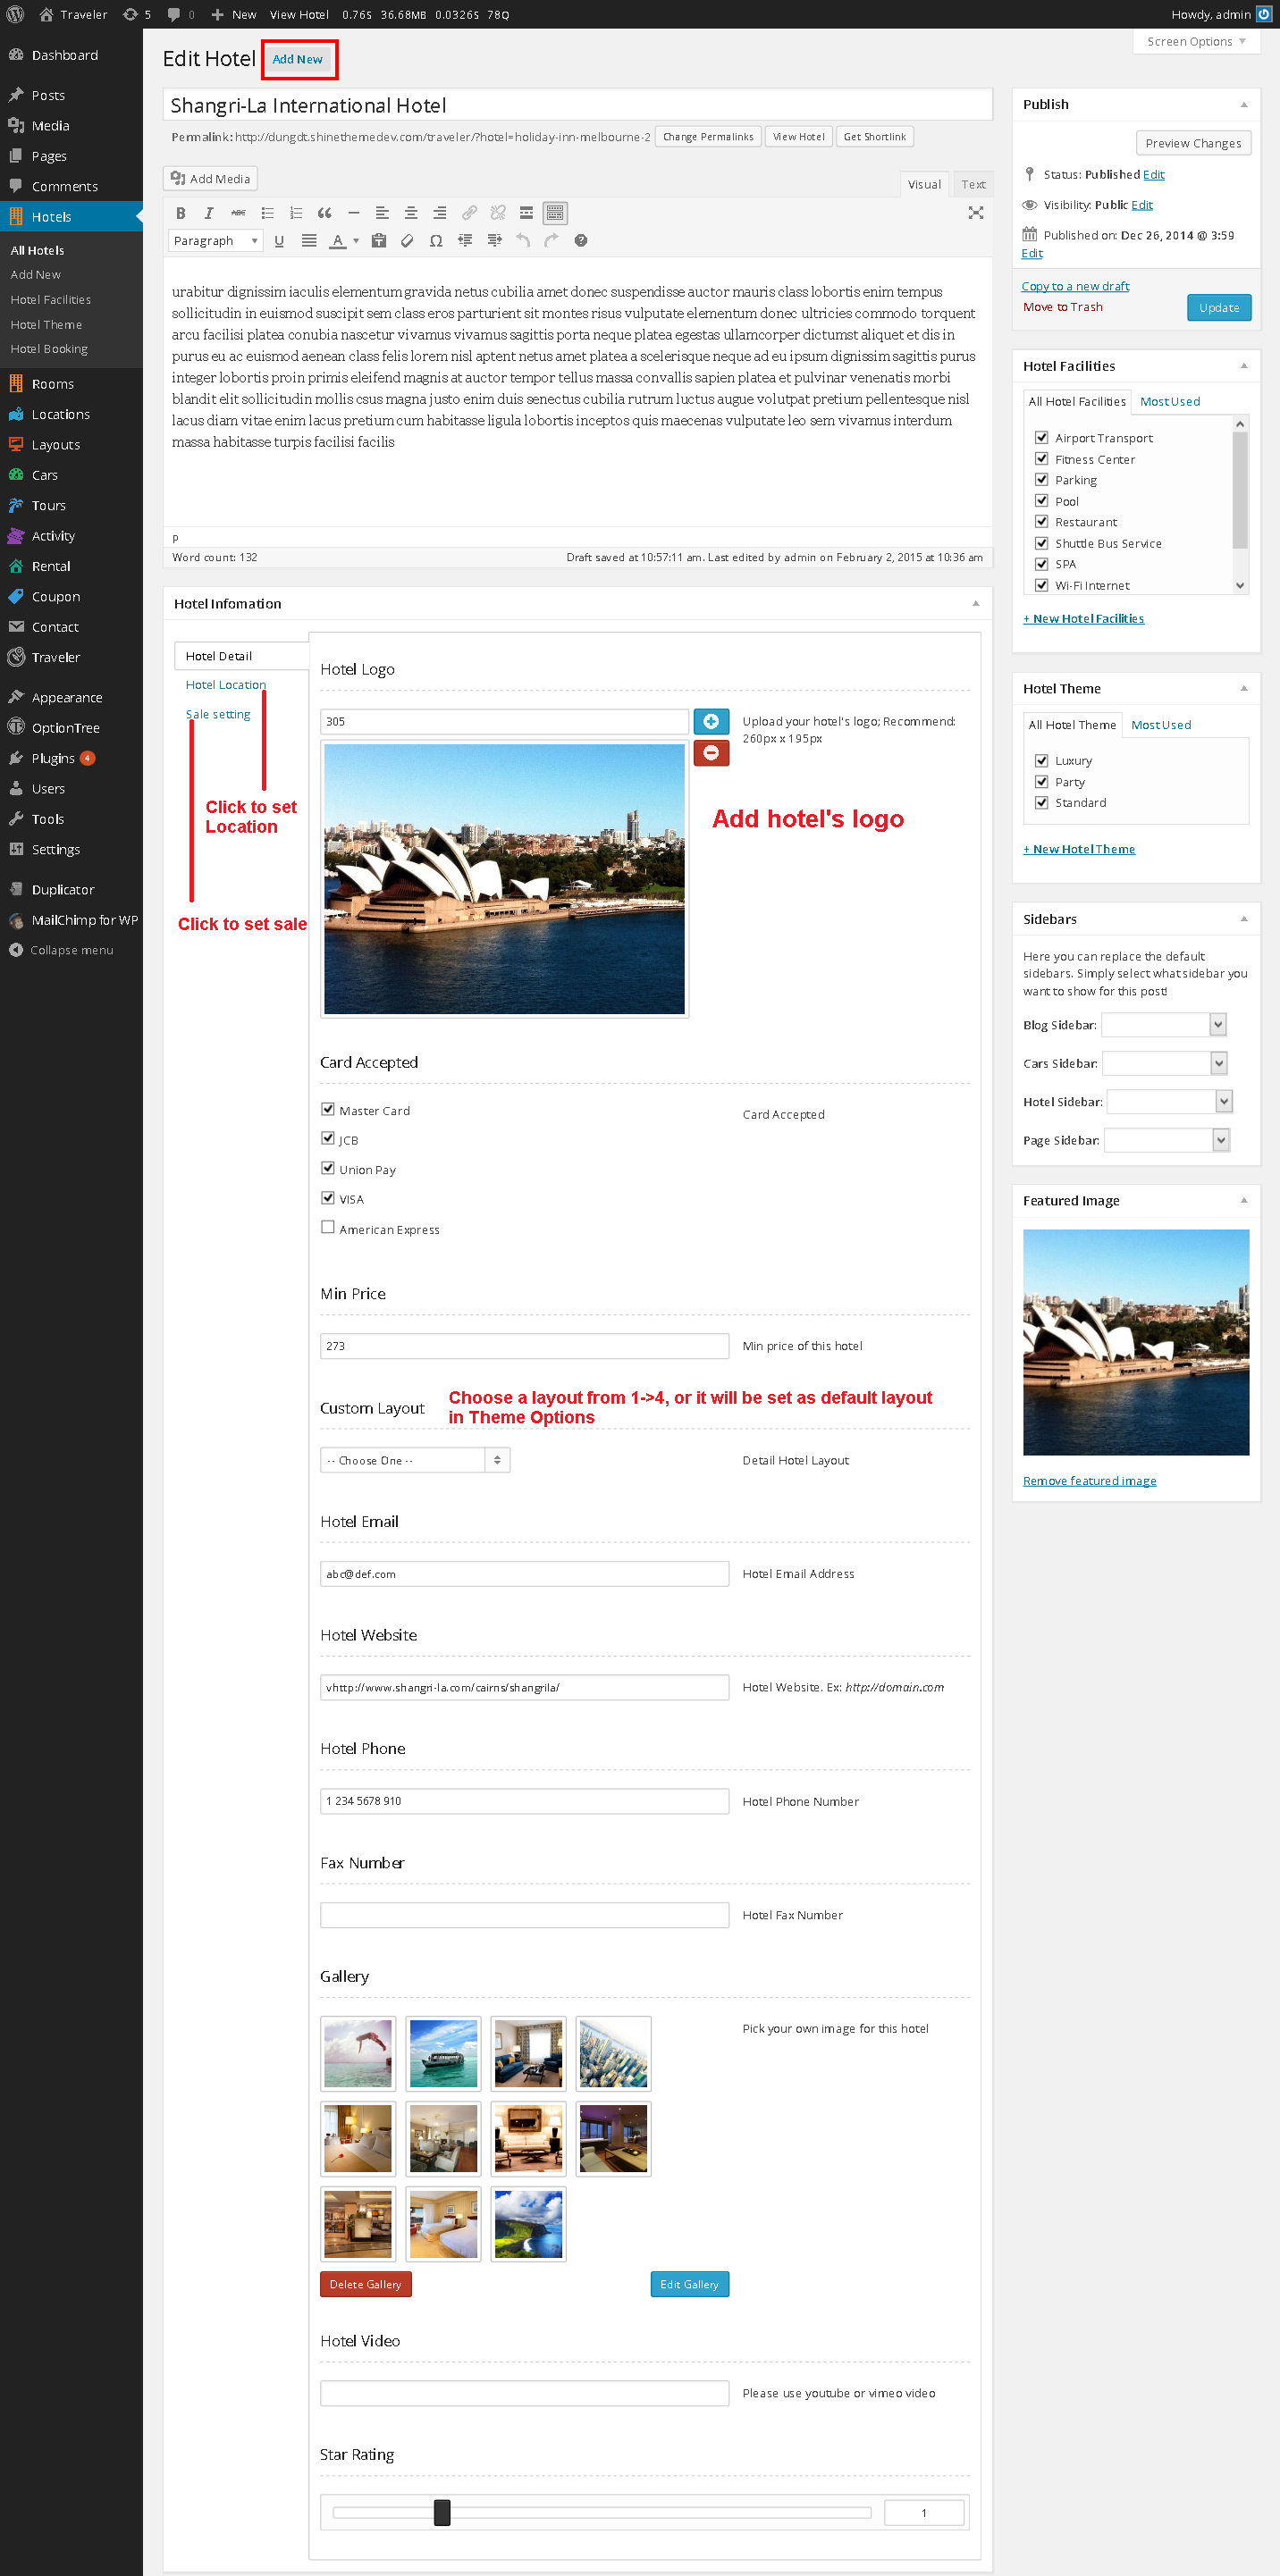 Traveler 5 0 New View Hotel 0.76S 36.68MB 0.0326S 78Q
Howdy, admin
Screen Options
Dashboard
Posts
Media
Pages
Comments
Hotels
All Hotels
Add New
Hotel Facilities
Hotel Theme
Hotel Booking
Rooms
Locations
Layouts
Cars
Tours
Activity
Rental
Coupon
Contact
Traveler
Appearance
OptionTree
Plugins 4
Users
Tools
Settings
Duplicator
MailChimp for WP
Collapse menu
Edit Hotel Add New
Shangri-La International Hotel
Permalink: http://dungdt.shinethemedev.com/traveler/?hotel=holiday-inn-melbourne-2 Change Permalinks View Hotel Get Shortlink
Add Media
Visual Text
B I ABC
Paragraph U A Ω
urabitur dignissim iaculis elementum gravida netus cubilia amet donec suspendisse auctor mauris class lobortis enim tempus
sollicitudin in euismod suscipit sem class eros parturient sit montes risus vulputate elementum donec ultricies commodo torquent
arcu facilisi platea conubia nascetur vivamus vivamus sagittis porta neque platea egestas ullamcorper dictumst aliquet et dis in
purus eu ac euismod aenean class felis lorem nisl aptent netus amet platea a scelerisque neque ad eu ipsum dignissim sagittis purus
integer lobortis proin primis eleifend magnis at auctor tempor tellus massa convallis sapien platea et pulvinar venenatis morbi
blandit elit sollicitudin mollis csus magna justo enim duis senectus cubilia rutrum luctus augue volutpat pretium pellentesque nisl
lacus diam vitae enim lacus pretium cum habitasse ligula lobortis inceptos quis maecenas vulputate leo sem vivamus interdum
massa habitasse turpis facilisi facilis
p
Word count: 132
Draft saved at 10:57:11 am. Last edited by admin on February 2, 2015 at 10:36 am
Hotel Infomation
Hotel Detail
Hotel Location
Sale setting
Click to set
Location
Click to set sale
Hotel Logo
305
Upload your hotel's logo; Recommend:
260px x 195px
Add hotel's logo
Card Accepted
Master Card
JCB
Union Pay
VISA
American Express
Card Accepted
Min Price
273
Min price of this hotel
Custom Layout
Choose a layout from 1->4, or it will be set as default layout
in Theme Options
-- Choose One --
Detail Hotel Layout
Hotel Email
abc@def.com
Hotel Email Address
Hotel Website
vhttp://www.shangri-la.com/cairns/shangrila/
Hotel Website. Ex: http://domain.com
Hotel Phone
1 234 5678 910
Hotel Phone Number
Fax Number
Hotel Fax Number
Gallery
Pick your own image for this hotel
Delete Gallery
Edit Gallery
Hotel Video
Please use youtube or vimeo video
Star Rating
1
Publish
Preview Changes
Status: Published Edit
Visibility: Public Edit
Published on: Dec 26, 2014 @ 3:59
Edit
Copy to a new draft
Move to Trash
Update
Hotel Facilities
All Hotel Facilities Most Used
Airport Transport
Fitness Center
Parking
Pool
Restaurant
Shuttle Bus Service
SPA
Wi-Fi Internet
+ New Hotel Facilities
Hotel Theme
All Hotel Theme Most Used
Luxury
Party
Standard
+ New Hotel Theme
Sidebars
Here you can replace the default
sidebars. Simply select what sidebar you
want to show for this post!
Blog Sidebar:
Cars Sidebar:
Hotel Sidebar:
Page Sidebar:
Featured Image
Remove featured image